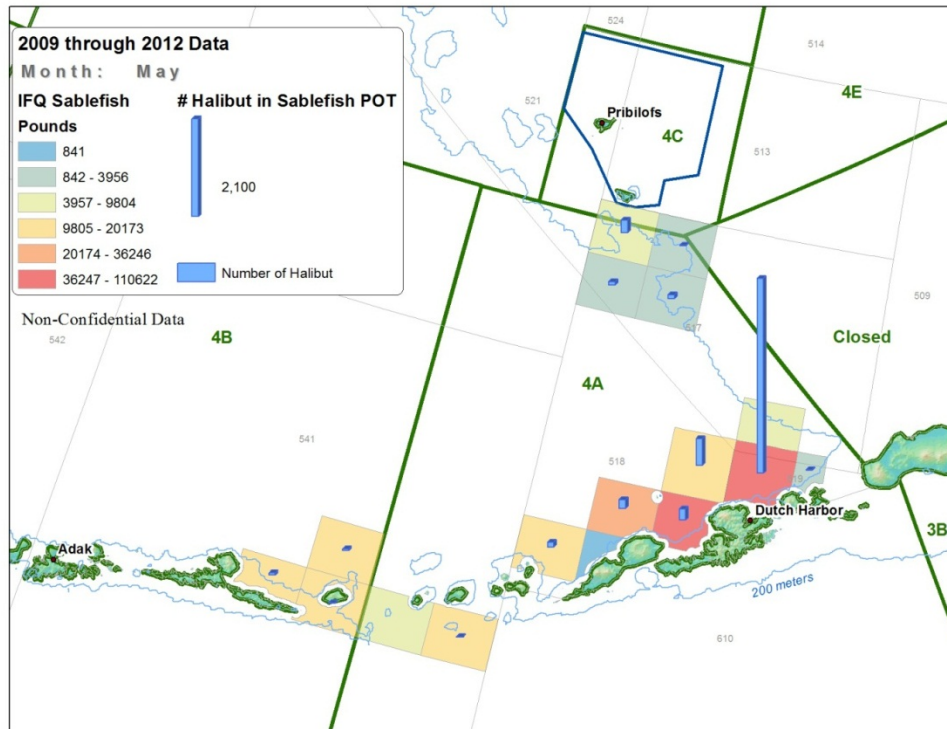 2009 through 2012 Data
Month: May
IFQ Sablefish
Pounds
841
842 - 3956
3957 - 9804
9805 - 20173
20174 - 36246
36247 - 110622
# Halibut in Sablefish POT
2,100
Number of Halibut
Non-Confidential Data
524
514
521
4E
Pribilofs
4C
513
509
517
542
4B
Closed
4A
541
518
519
Dutch Harbor
3B
Adak
200 meters
610